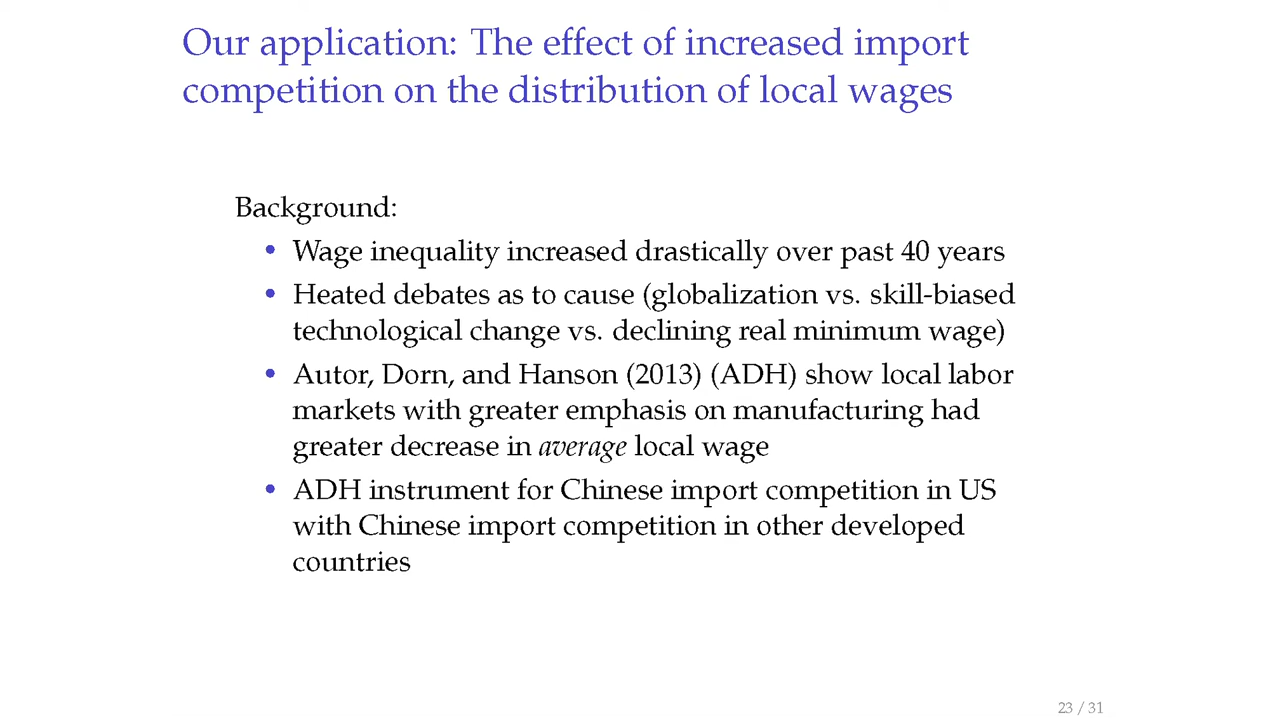 Our application: The effect of increased import
competition on the distribution of local wages
Background:
• Wage inequality increased drastically over past 40 years
• Heated debates as to cause (globalization vs. skill-biased
technological change vs. declining real minimum wage)
• Autor, Dorn, and Hanson (2013) (ADH) show local labor
markets with greater emphasis on manufacturing had
greater decrease in average local wage
• ADH instrument for Chinese import competition in US
with Chinese import competition in other developed
countries
23 / 31